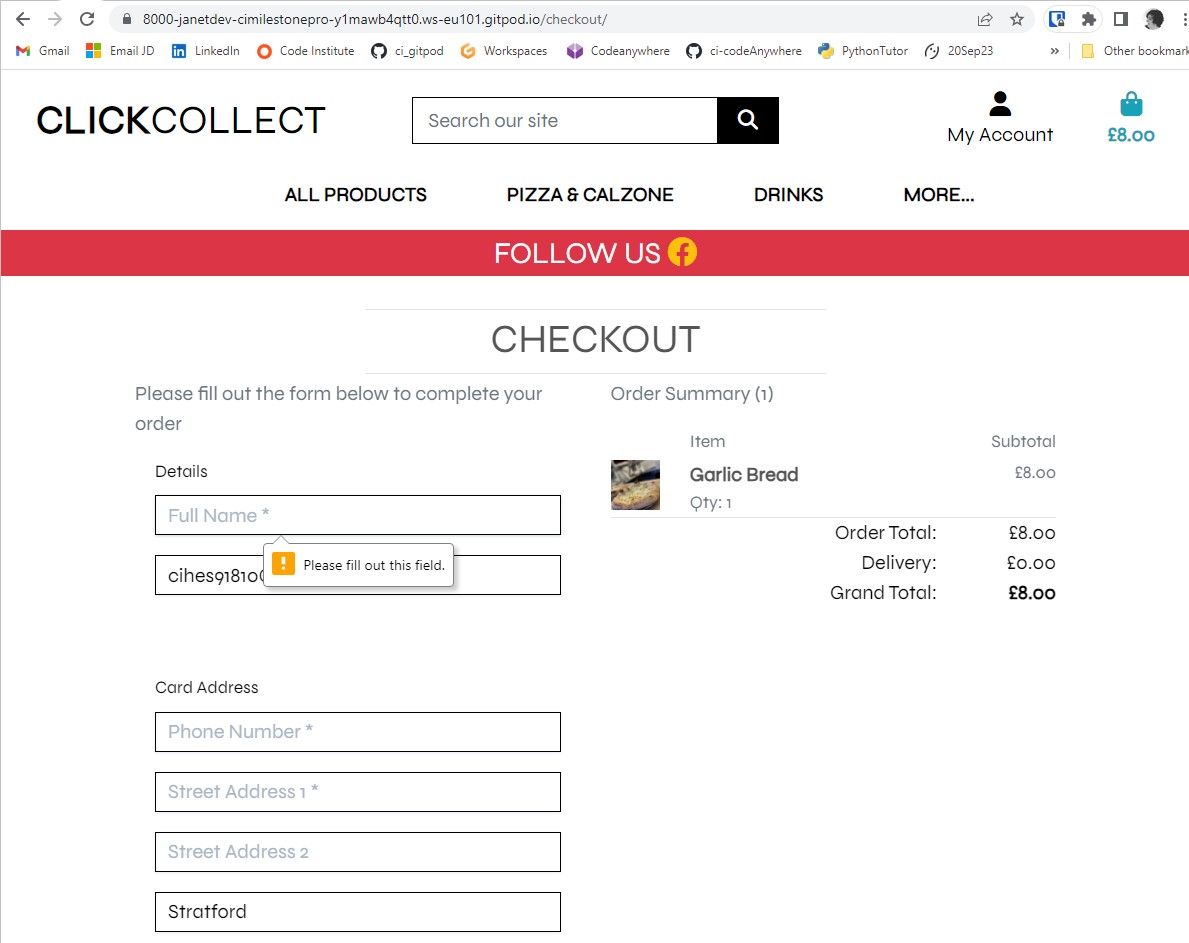 8000-janetdev-cimilestonepro-y1mawb4qtt0.ws-eu101.gitpod.io/checkout/
Gmail Email JD LinkedIn Code Institute ci_gitpod Workspaces Codeanywhere ci-codeAnywhere PythonTutor 20Sep23 » Other bookmark
CLICKCOLLECT
Search our site
My Account
£8.00
ALL PRODUCTS PIZZA & CALZONE DRINKS MORE...
FOLLOW US
CHECKOUT
Please fill out the form below to complete your
order
Details
Full Name *
Please fill out this field.
cihes91810
Card Address
Phone Number *
Street Address 1 *
Street Address 2
Stratford
Order Summary (1)
Item Subtotal
Garlic Bread £8.00
Qty: 1
Order Total: £8.00
Delivery: £0.00
Grand Total: £8.00